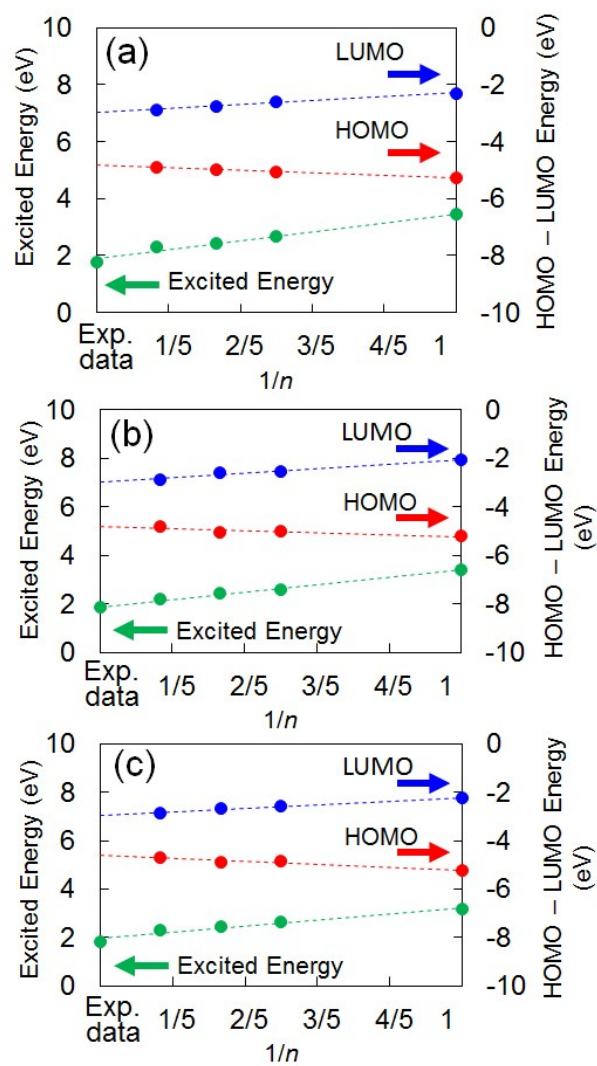 (a)
10
8
6
4
2
0
Excited Energy (eV)
LUMO
HOMO
Excited Energy
0
-2
-4
-6
-8
-10
HOMO – LUMO Energy (eV)
Exp.
data
1/5
2/5
3/5
4/5
1
1/n
(b)
10
8
6
4
2
0
Excited Energy (eV)
LUMO
HOMO
Excited Energy
0
-2
-4
-6
-8
-10
HOMO – LUMO Energy
(eV)
Exp.
data
1/5
2/5
3/5
4/5
1
1/n
(c)
10
8
6
4
2
0
Excited Energy (eV)
LUMO
HOMO
Excited Energy
0
-2
-4
-6
-8
-10
HOMO – LUMO Energy
(eV)
Exp.
data
1/5
2/5
3/5
4/5
1
1/n